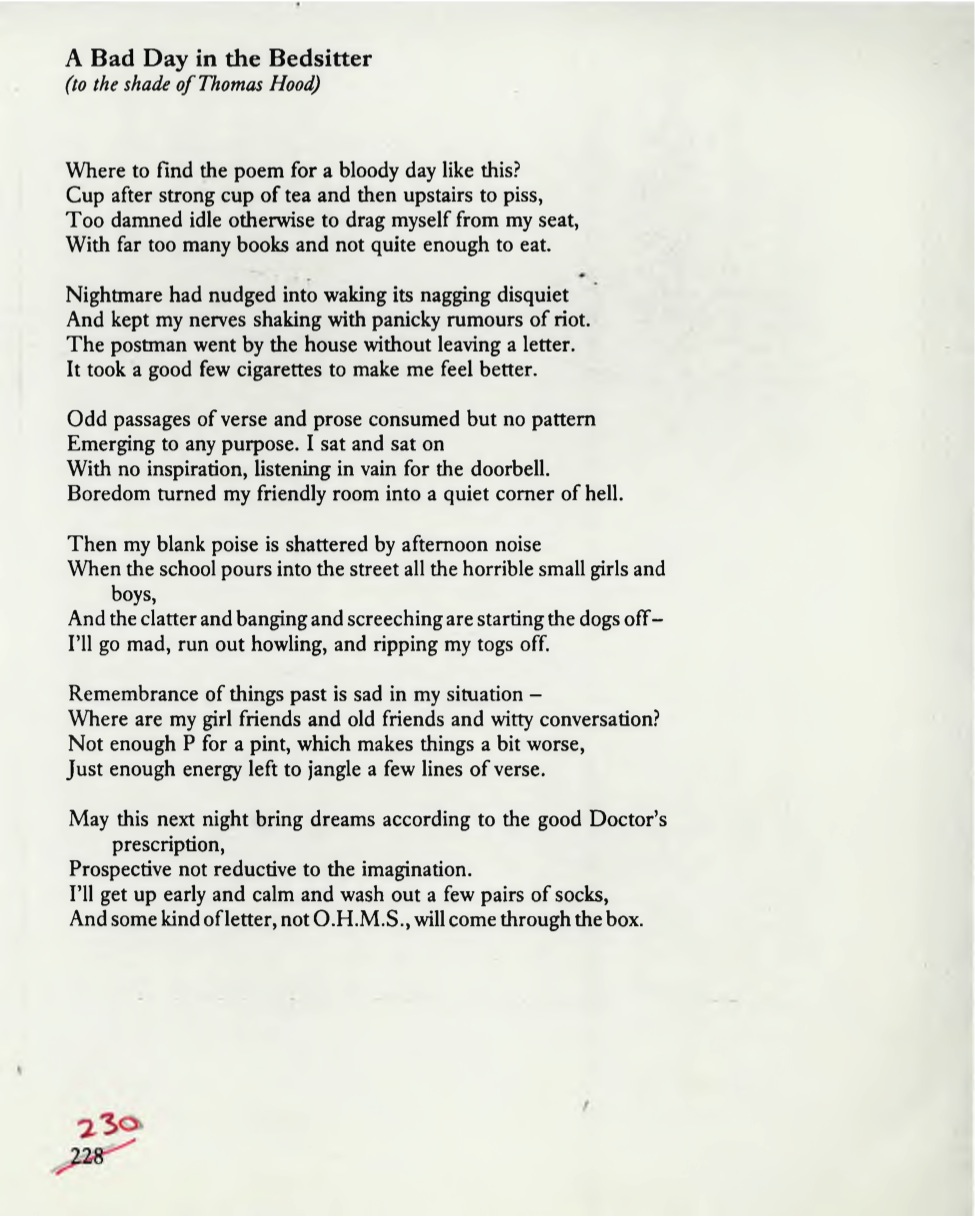 A Bad Day in the Bedsitter
(to the shade of Thomas Hood)
Where to find the poem for a bloody day like this?
Cup after strong cup of tea and then upstairs to piss,
Too damned idle otherwise to drag myself from my seat,
With far too many books and not quite enough to eat.
Nightmare had nudged into waking its nagging disquiet
And kept my nerves shaking with panicky rumours of riot.
The postman went by the house without leaving a letter.
It took a good few cigarettes to make me feel better.
Odd passages of verse and prose consumed but no pattern
Emerging to any purpose. I sat and sat on
With no inspiration, listening in vain for the doorbell.
Boredom turned my friendly room into a quiet corner of hell.
Then my blank poise is shattered by afternoon noise
When the school pours into the street all the horrible small girls and
boys,
And the clatter and banging and screeching are starting the dogs off–
I'll go mad, run out howling, and ripping my togs off.
Remembrance of things past is sad in my situation –
Where are my girl friends and old friends and witty conversation?
Not enough P for a pint, which makes things a bit worse,
Just enough energy left to jangle a few lines of verse.
May this next night bring dreams according to the good Doctor's
prescription,
Prospective not reductive to the imagination.
I'll get up early and calm and wash out a few pairs of socks,
And some kind of letter, not O.H.M.S., will come through the box.
230
228